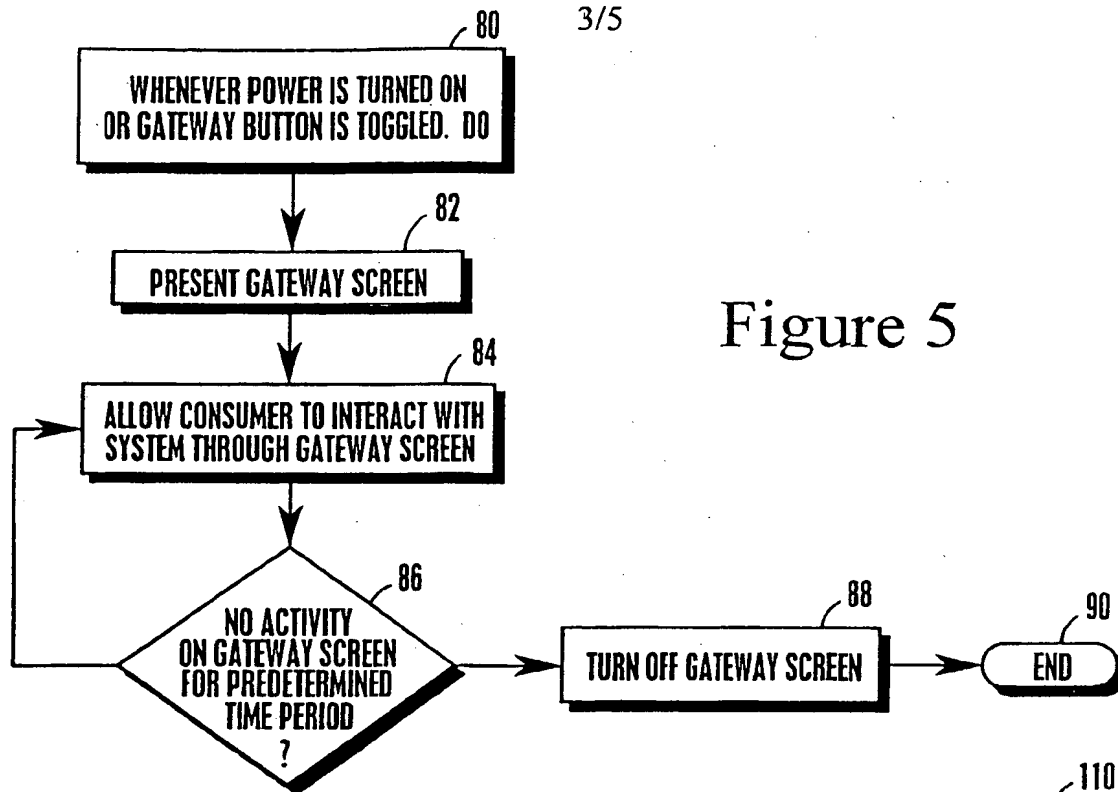 3/5
80
WHENEVER POWER IS TURNED ON
OR GATEWAY BUTTON IS TOGGLED. DO
82
PRESENT GATEWAY SCREEN
Figure 5
84
ALLOW CONSUMER TO INTERACT WITH
SYSTEM THROUGH GATEWAY SCREEN
86
NO ACTIVITY
ON GATEWAY SCREEN
FOR PREDETERMINED
TIME PERIOD
?
88
TURN OFF GATEWAY SCREEN
90
END
110